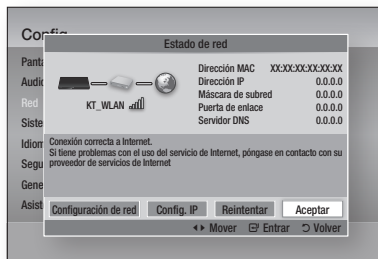 Config
Estado de red
Panta
Audio
Red
Siste
Idiom
Segu
Gene
Asist
KT_WLAN
Dirección MAC XX:XX:XX:XX:XX:XX
Dirección IP 0.0.0.0
Máscara de subred 0.0.0.0
Puerta de enlace 0.0.0.0
Servidor DNS 0.0.0.0
Conexión correcta a Internet.
Si tiene problemas con el uso del servicio de Internet, póngase en contacto con su
proveedor de servicios de Internet
Configuración de red Config. IP Reintentar Aceptar
Mover Entrar Volver